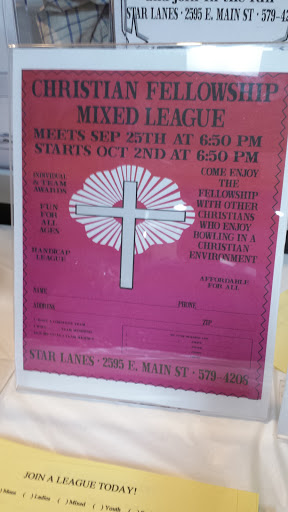 STAR LANES · 2595 E. MAIN ST · 579-42
CHRISTIAN FELLOWSHIP
MIXED LEAGUE
MEETS SEP 25TH AT 6:50 PM
STARTS OCT 2ND AT 6:50 PM
INDIVIDUAL
& TEAM
AWARDS
FUN
FOR
ALL
AGES
HANDICAP
LEAGUE
COME ENJOY
THE
FELLOWSHIP
WITH OTHER
CHRISTIANS
WHO ENJOY
BOWLING IN A
CHRISTIAN
ENVIRONMENT
AFFORDABLE
FOR ALL
NAME
ADDRESS PHONE
ZIP
STAR LANES · 2595 E. MAIN ST · 579-4206
JOIN A LEAGUE TODAY!
) Mens ( ) Ladies ( ) Mixed ( ) Youth (